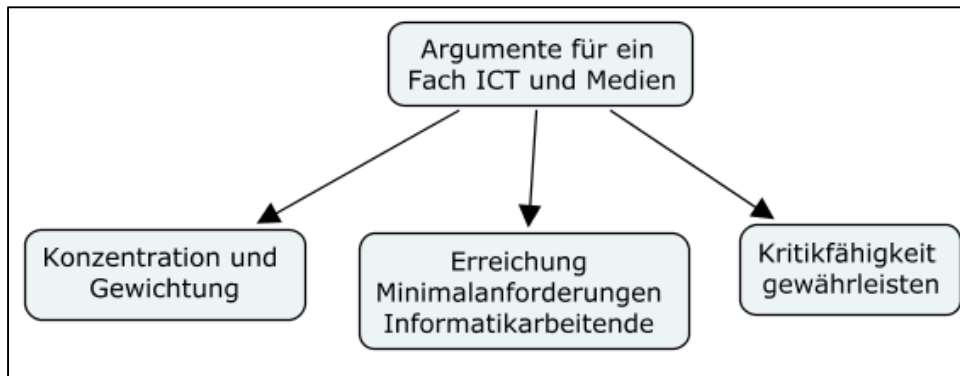 Argumente für ein
Fach ICT und Medien
Konzentration und
Gewichtung
Erreichung
Minimalanforderungen
Informatikarbeitende
Kritikfähigkeit
gewährleisten